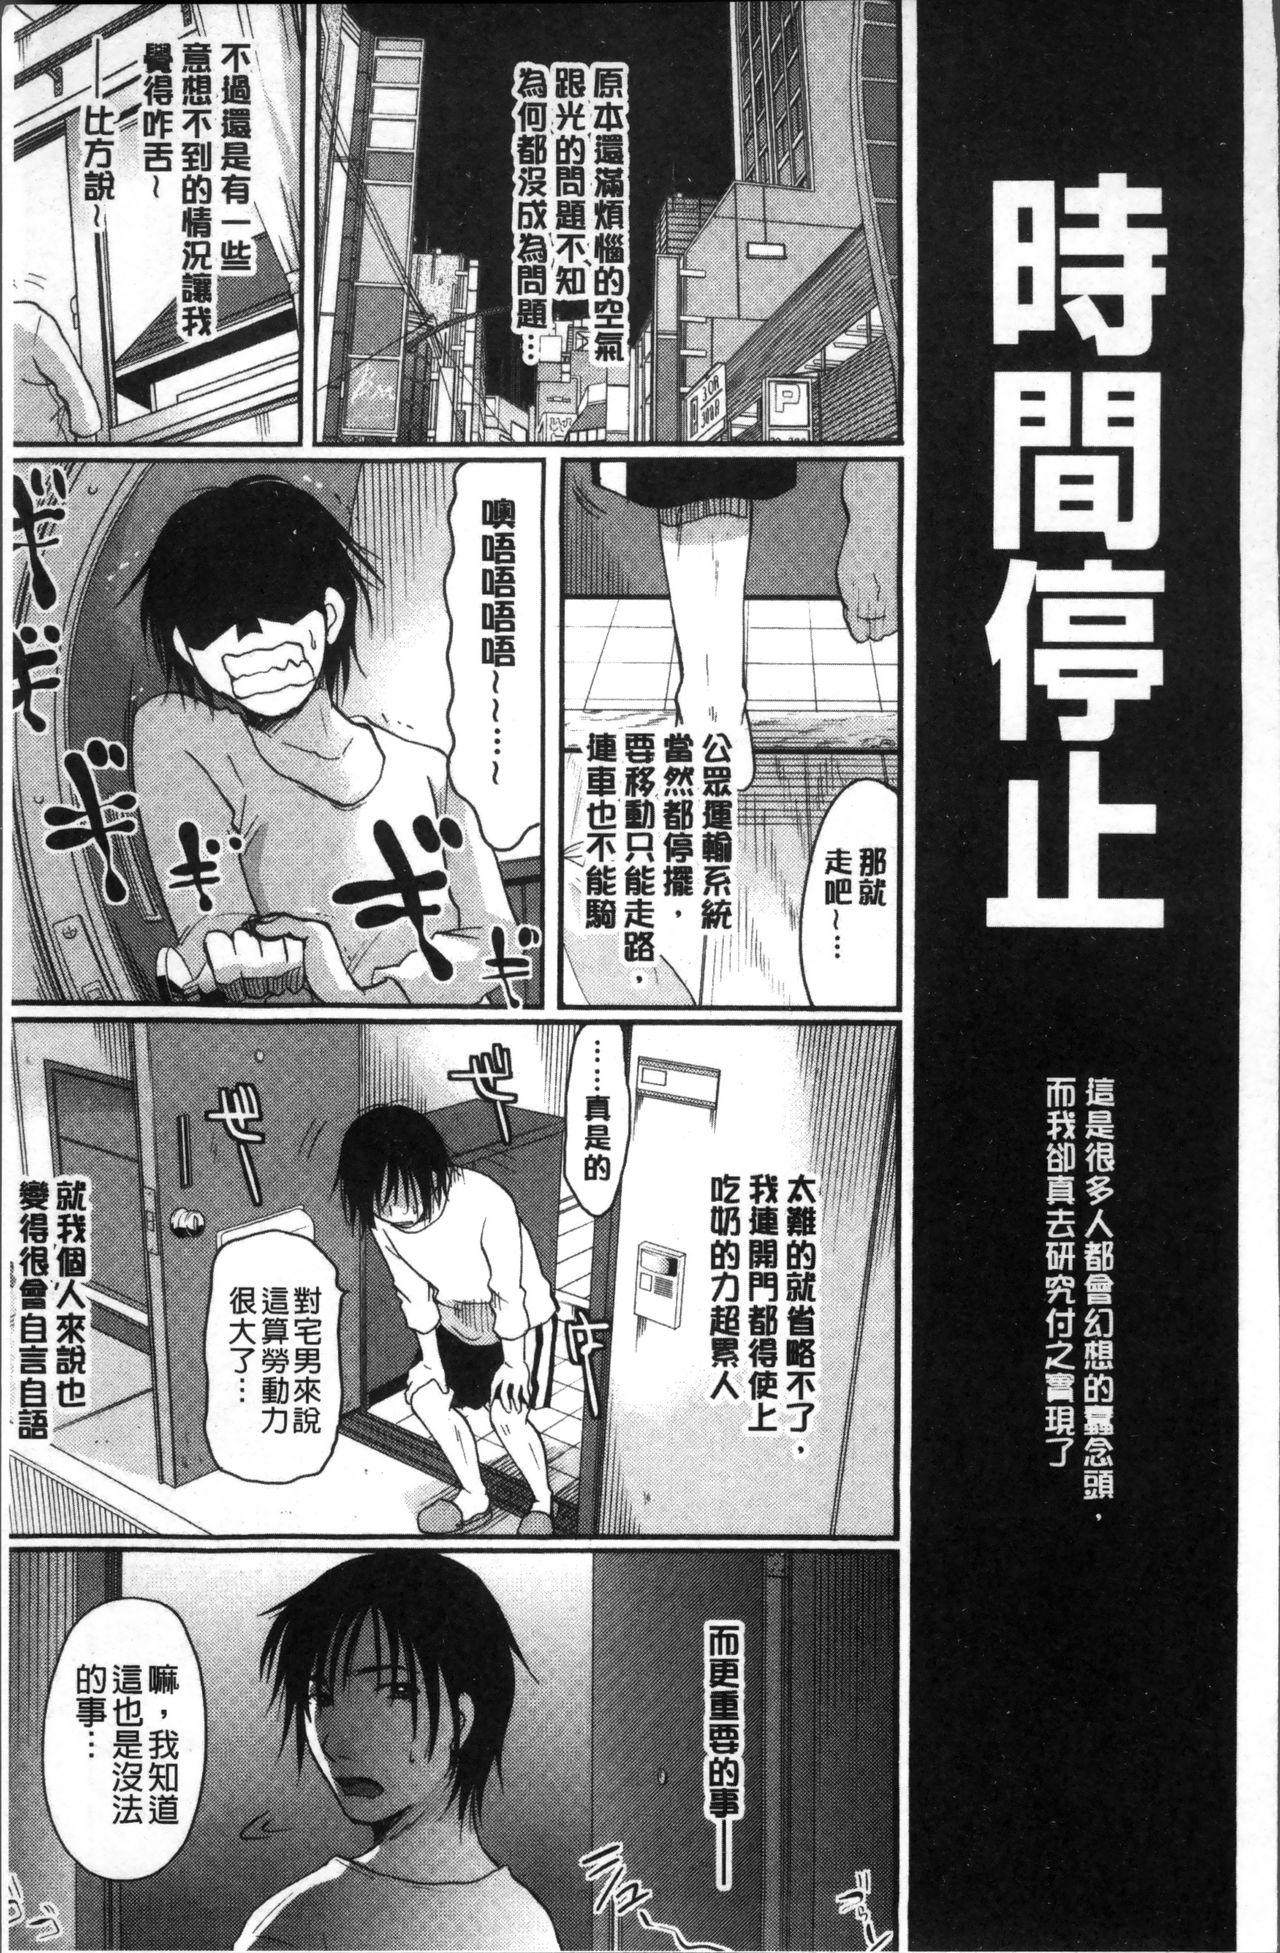 時間停止
這是很多人都會幻想的蠢念頭，
而我卻真去研究付之實現了
原本還滿煩惱的空氣
跟光的問題不知
為何都沒成為問題…
30R
300B
P
不過還是有一些
意想不到的情況讓我
覺得咋舌～
──比方說～
那就
走吧～…
公眾運輸系統
當然都停擺，
要移動只能走路，
連車也不能騎
噢唔唔唔唔～～……～
ギギギギギ
太難的就省略不了，
我連開門都得使上
吃奶的力超累人
……真是的
ゼェ
ゼェ
ゼェ
對宅男來說
這算勞動力
很大了…
就我個人來說也
變得很會自言自語
而更重要的事──
嘛，我知道
這也是沒法
的事…